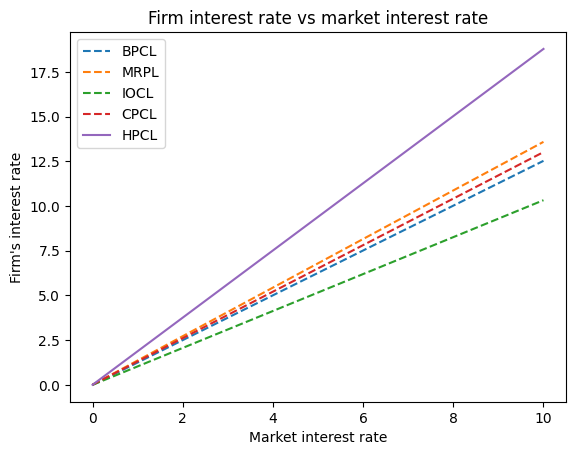 Firm interest rate vs market interest rate
BPCL
MRPL
IOCL
CPCL
HPCL
17.5
15.0
12.5
10.0
7.5
5.0
2.5
0.0
Firm's interest rate
0 2 4 6 8 10
Market interest rate